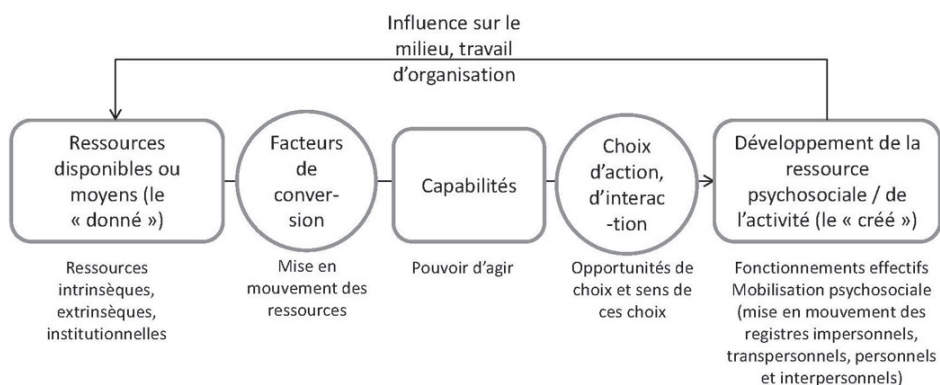 Influence sur le
milieu, travail
d'organisation
Ressources
disponibles ou
moyens (le
« donné »)
Facteurs
de
conver-
sion
Capabilités
Choix
d'action,
d'interac
-tion
Développement de la
ressource
psychosociale / de
l'activité (le « créé »)
Ressources
intrinsèques,
extrinsèques,
institutionnelles
Mise en
mouvement des
ressources
Pouvoir d'agir
Opportunités de
choix et sens de
ces choix
Fonctionnements effectifs
Mobilisation psychosociale
(mise en mouvement des
registres impersonnels,
transpersonnels, personnels
et interpersonnels)